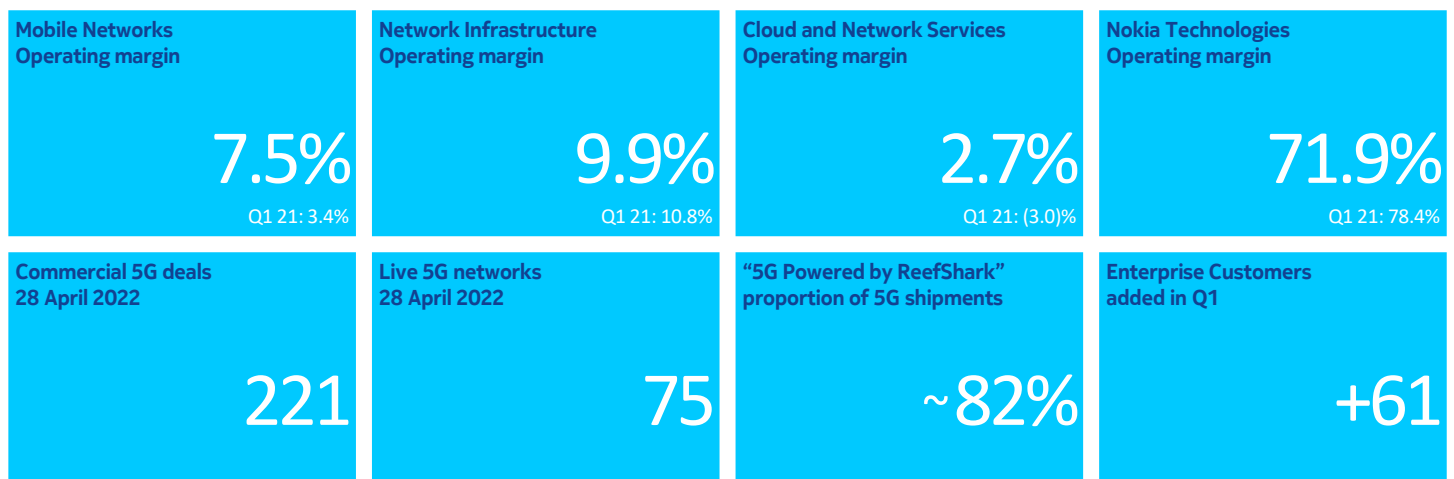 Mobile Networks
Operating margin
7.5%
Q1 21: 3.4%
Network Infrastructure
Operating margin
9.9%
Q1 21: 10.8%
Cloud and Network Services
Operating margin
2.7%
Q1 21: (3.0)%
Nokia Technologies
Operating margin
71.9%
Q1 21: 78.4%
Commercial 5G deals
28 April 2022
221
Live 5G networks
28 April 2022
75
“5G Powered by ReefShark”
proportion of 5G shipments
~82%
Enterprise Customers
added in Q1
+61